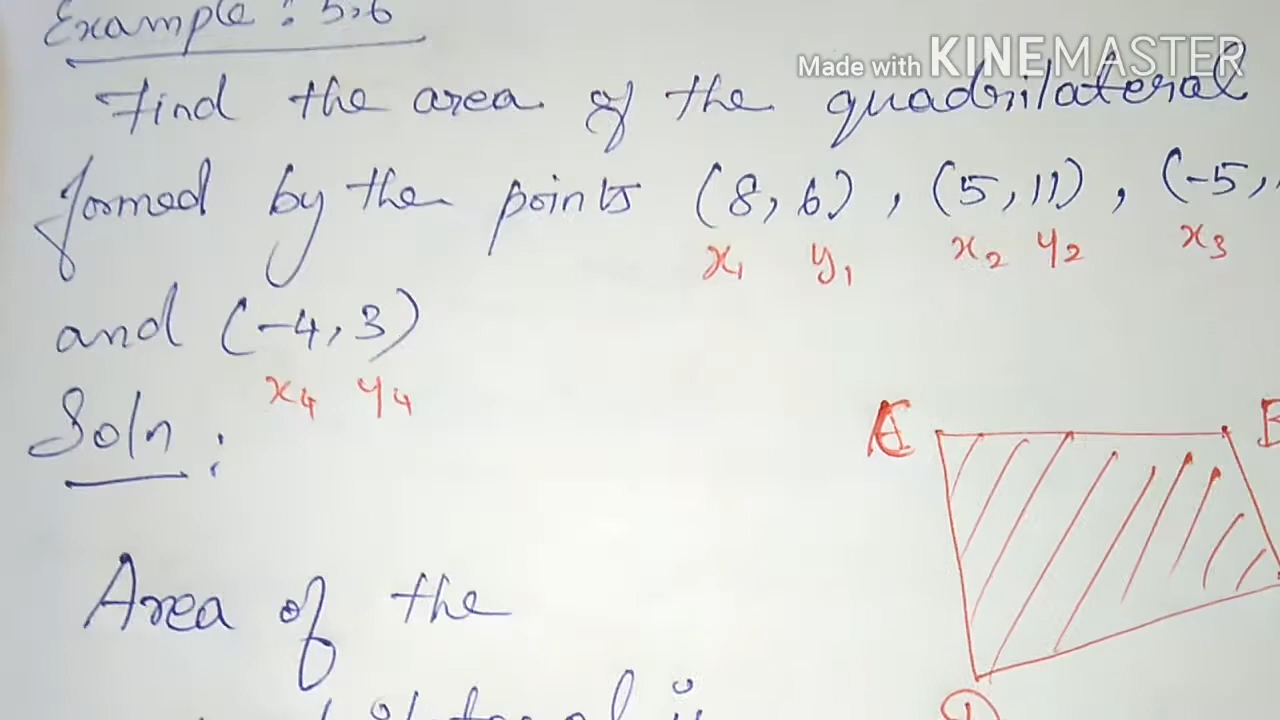 Example : 5.6
Made with KINEMASTER
Find the area of the quadrilateral
formed by the points (8, 6), (5, 11), (-5,
x₁ y₁ x₂ y₂ x₃
and (-4, 3)
x₄ y₄
Soln :
Area of the
D